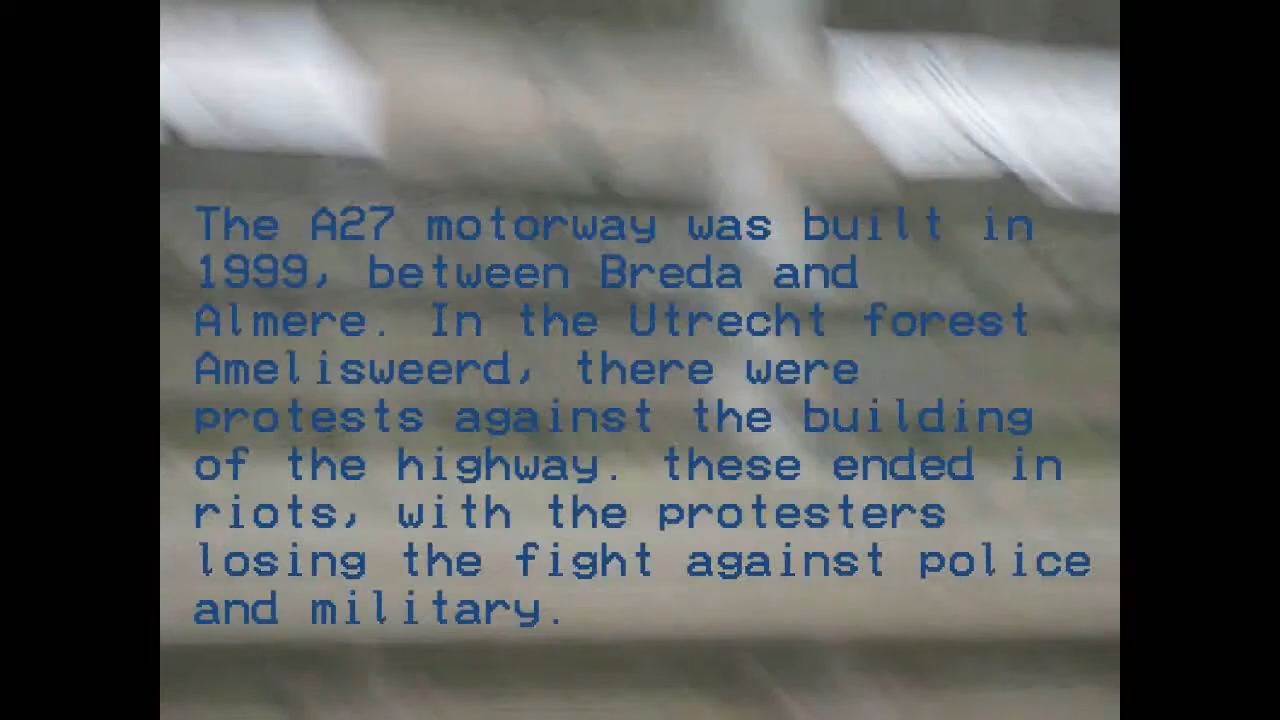 The A27 motorway was built in
1999, between Breda and
Almere. In the Utrecht forest
Amelisweerd, there were
protests against the building
of the highway. these ended in
riots, with the protesters
losing the fight against police
and military.